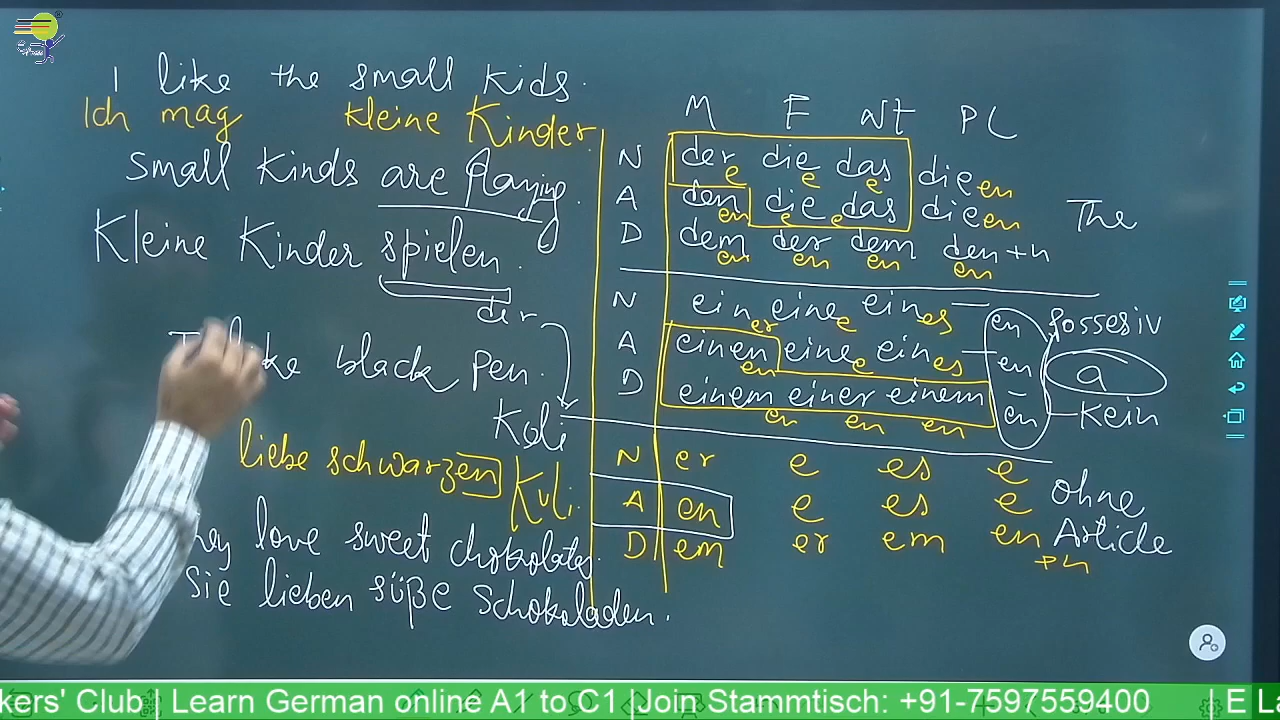 I like the small kids.
Ich mag kleine Kinder.
Small kinds are playing.
Kleine Kinder spielen.
der
black pen.
Kuli
liebe schwarzen Kuli.
love sweet chokolates.
Sie lieben süße Schokoladen.
M F Nt PL
N der e die e das e die en
A den en die e das e die en The
D dem en der en dem en den+n en
N ein er eine e ein es — en Possesiv
A einen en eine e ein es — en a
D einem en einer en einem en – en Kein
N er e es e Ohne
A en e es e
D em er em en Article
+n
kers' Club | Learn German online A1 to C1 |Join Stammtisch: +91-7597559400 | E La